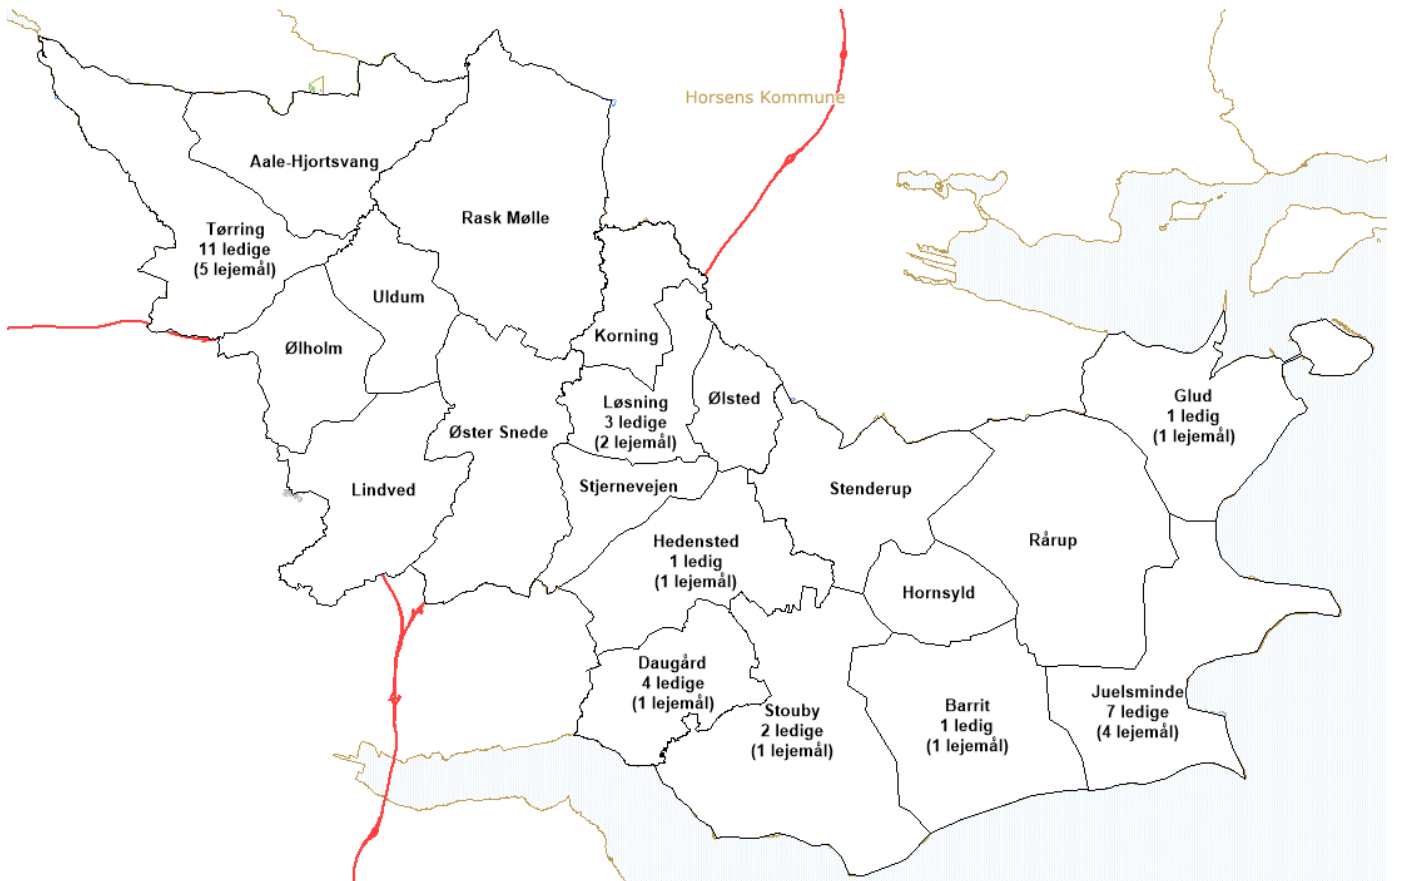 Horsens Kommune
Aale-Hjortsvang
Rask Mølle
Tørring
11 ledige
(5 lejemål)
Uldum
Ølholm
Korning
Løsning
3 ledige
(2 lejemål)
Ølsted
Glud
1 ledig
(1 lejemål)
Øster Snede
Lindved
Stjernevejen
Stenderup
Hedensted
1 ledig
(1 lejemål)
Rårup
Hornsyld
Daugård
4 ledige
(1 lejemål)
Stouby
2 ledige
(1 lejemål)
Barrit
1 ledig
(1 lejemål)
Juelsminde
7 ledige
(4 lejemål)